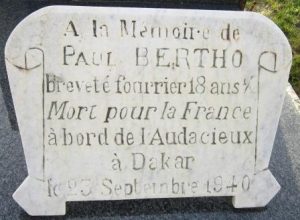 A la Mémoire de
PAUL BERTHO
Breveté fourrier 18 ans ½
Mort pour la France
à bord de l'Audacieux
à Dakar
le 23 Septembre 1940